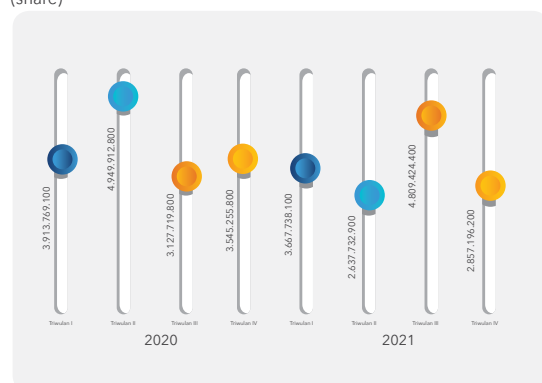 (share)
3.913.769.100
4.949.912.800
3.127.719.800
3.545.255.800
3.667.738.100
2.637.732.900
4.809.424.400
2.857.196.200
Triwulan I
Triwulan II
Triwulan III
Triwulan IV
Triwulan I
Triwulan II
Triwulan III
Triwulan IV
2020
2021